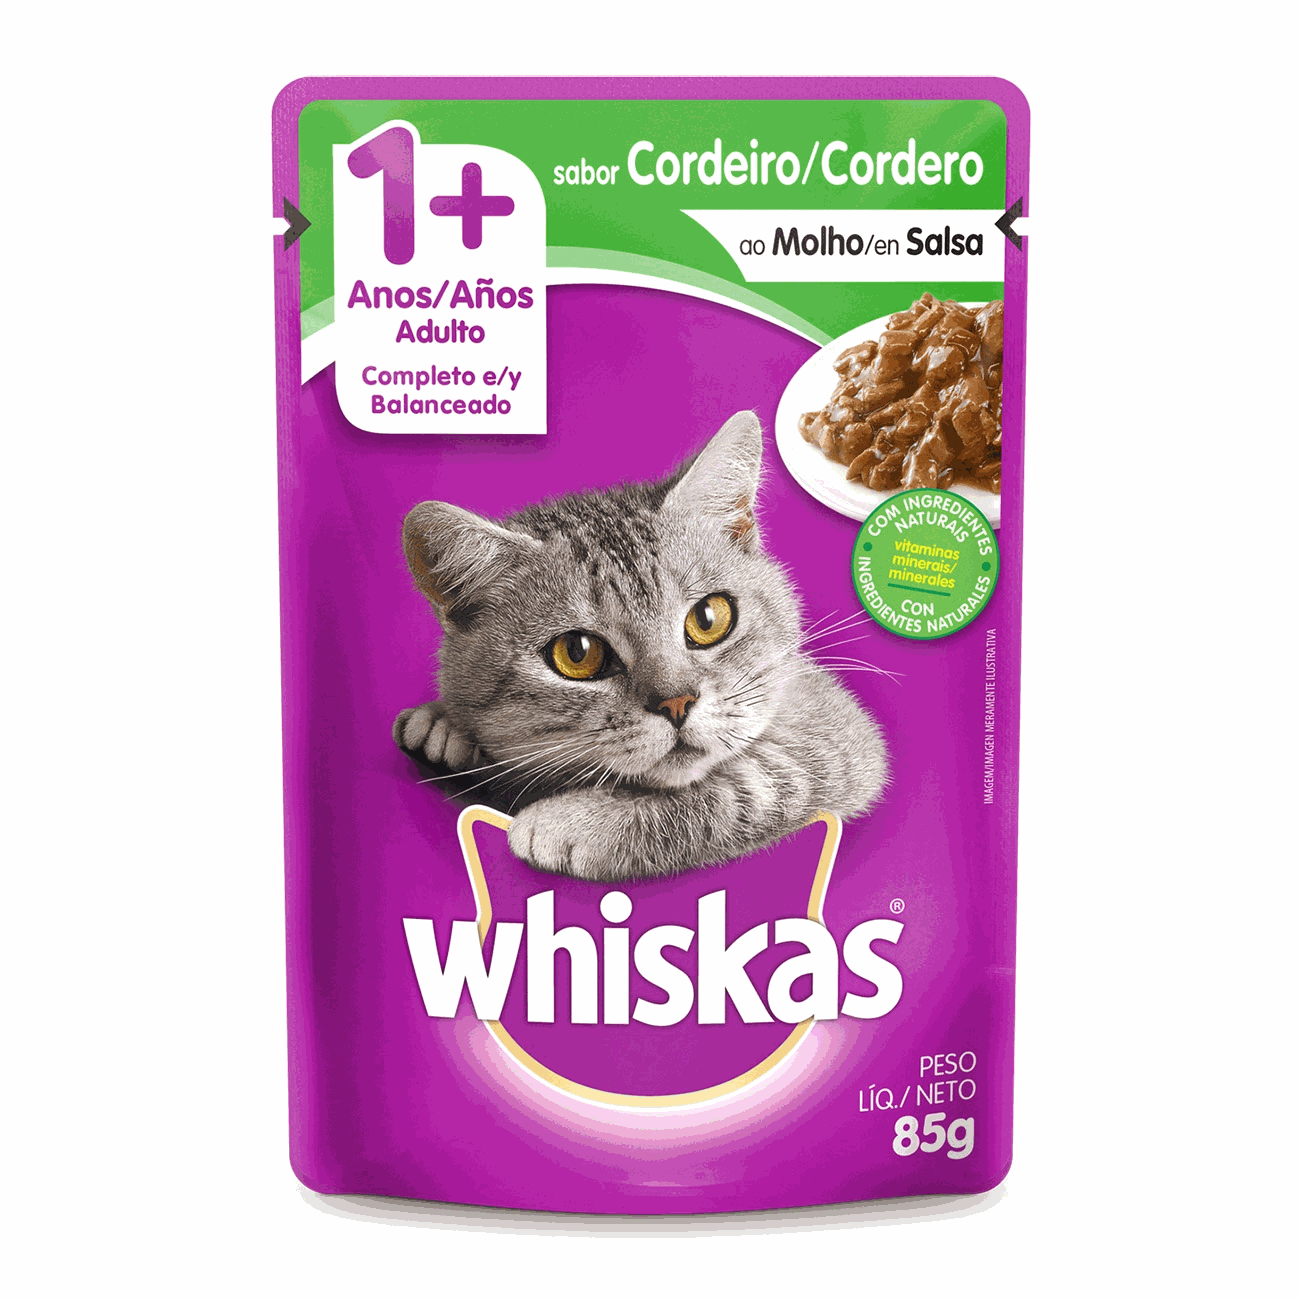 1+
Anos/Años
Adulto
Completo e/y
Balanceado
sabor Cordeiro/Cordero
ao Molho/en Salsa
COM INGREDIENTES
NATURAIS
vitaminas
minerais/
minerales
CON
INGREDIENTES NATURALES
IMAGEM/IMAGEN MERAMENTE ILUSTRATIVA
whiskas®
PESO
LÍQ./ NETO
85g